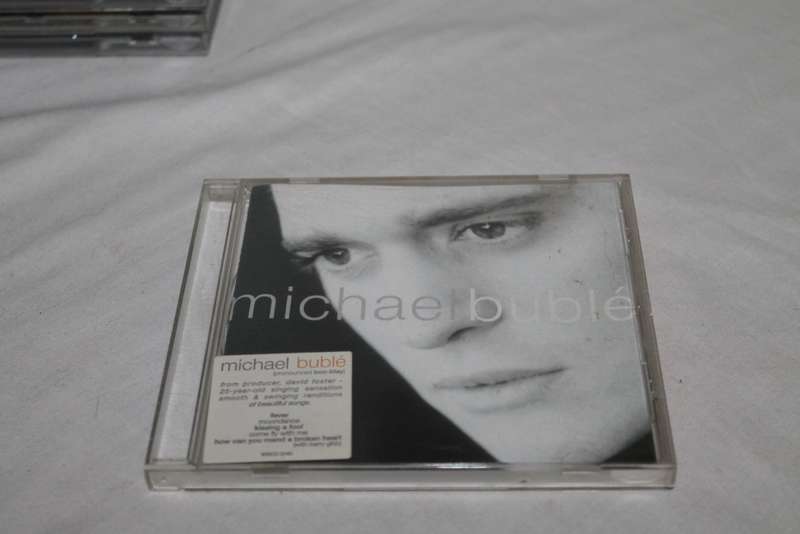 michael bublé
michael bublé
(pronounced boo-blay)
from producer, david foster -
25-year-old singing sensation
smooth & swinging renditions
of beautiful songs.
fever
moondance
kissing a fool
come fly with me
how can you mend a broken heart
(with barry gibb)